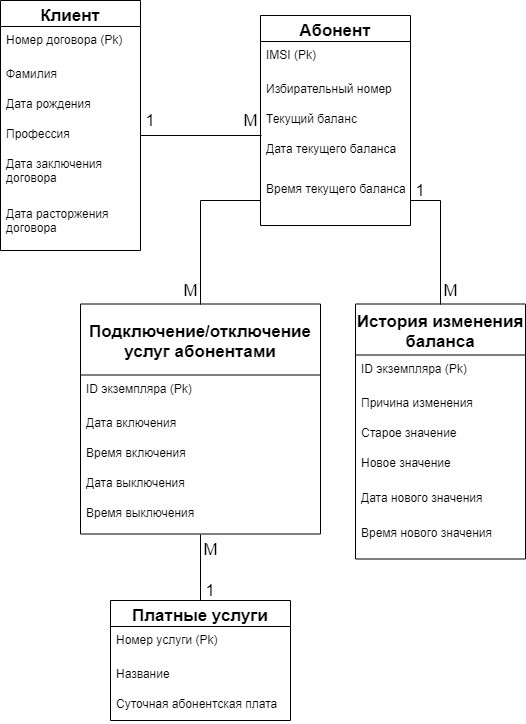 Клиент
Номер договора (Pk)
Фамилия
Дата рождения
Профессия
Дата заключения
договора
Дата расторжения
договора
1
M
Абонент
IMSI (Pk)
Избирательный номер
Текущий баланс
Дата текущего баланса
Время текущего баланса
1
M
M
Подключение/отключение
услуг абонентами
ID экземпляра (Pk)
Дата включения
Время включения
Дата выключения
Время выключения
История изменения
баланса
ID экземпляра (Pk)
Причина изменения
Старое значение
Новое значение
Дата нового значения
Время нового значения
M
1
Платные услуги
Номер услуги (Pk)
Название
Суточная абонентская плата